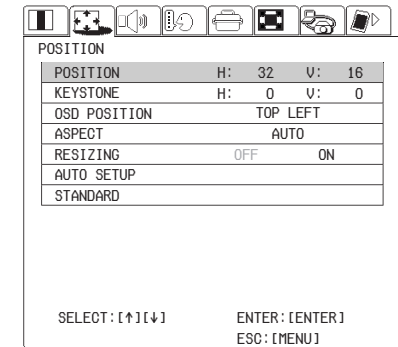 POSITION
POSITION H: 32 V: 16
KEYSTONE H: 0 V: 0
OSD POSITION TOP LEFT
ASPECT AUTO
RESIZING OFF ON
AUTO SETUP
STANDARD
SELECT:[↑][↓] ENTER:[ENTER]
ESC:[MENU]